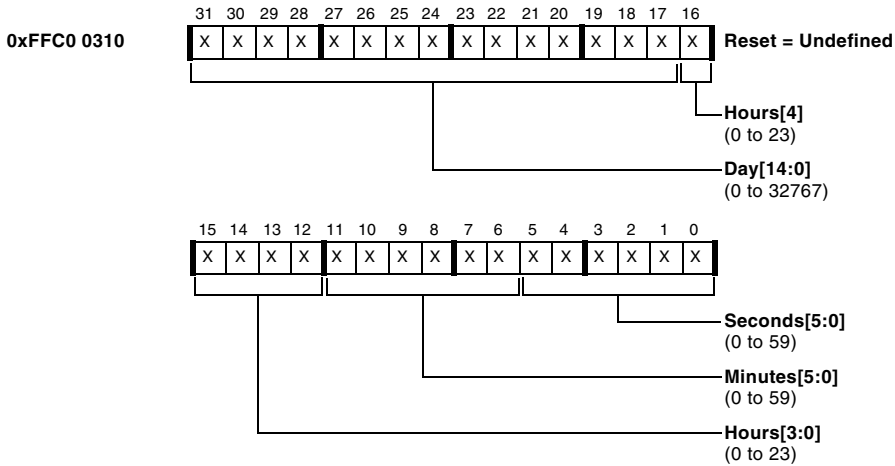 31 30 29 28 27 26 25 24 23 22 21 20 19 18 17 16
0xFFC0 0310 X X X X X X X X X X X X X X X X Reset = Undefined
Hours[4]
(0 to 23)
Day[14:0]
(0 to 32767)
15 14 13 12 11 10 9 8 7 6 5 4 3 2 1 0
X X X X X X X X X X X X X X X X
Seconds[5:0]
(0 to 59)
Minutes[5:0]
(0 to 59)
Hours[3:0]
(0 to 23)